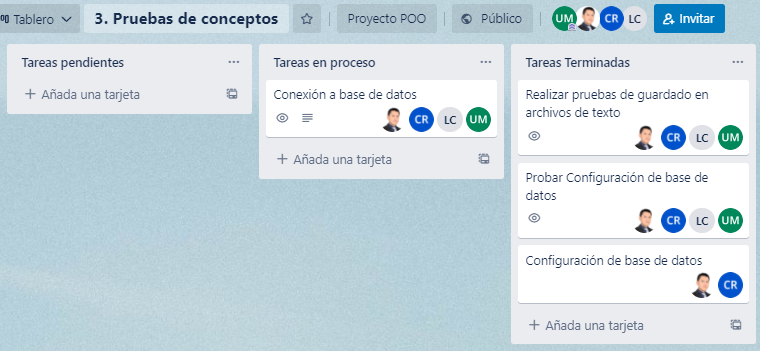 Tablero
3. Pruebas de conceptos
Proyecto POO
Público
UM CR LC
Invitar
Tareas pendientes
Añada una tarjeta
Tareas en proceso
Conexión a base de datos
CR LC UM
Añada una tarjeta
Tareas Terminadas
Realizar pruebas de guardado en
archivos de texto
CR LC UM
Probar Configuración de base de
datos
CR LC UM
Configuración de base de datos
CR
Añada una tarjeta